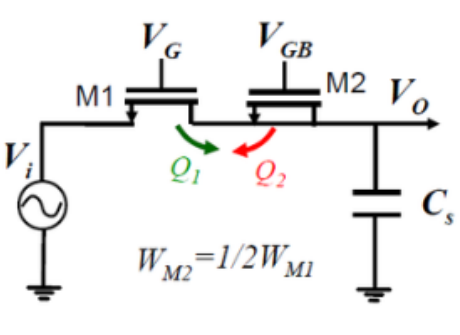 V_G V_GB
M1 M2 V_O
V_i Q_1 Q_2 C_s
W_M2=1/2W_M1